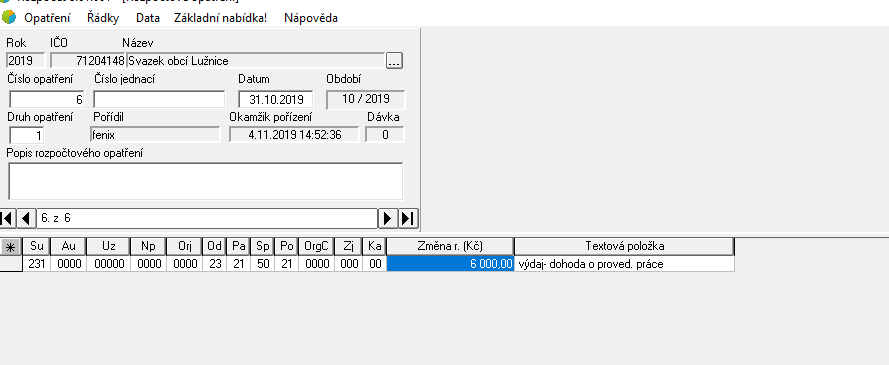 Opatření Řádky Data Základní nabídka! Nápověda
Rok IČO Název
2019 71204148 Svazek obcí Lužnice ...
Číslo opatření Číslo jednací Datum Období
6 31.10.2019 10 / 2019
Druh opatření Pořídil Okamžik pořízení Dávka
1 fenix 4.11.2019 14:52:36 0
Popis rozpočtového opatření
6. z 6
Su Au Uz Np Orj Od Pa Sp Po OrgC Zj Ka Změna r. (Kč) Textová položka
231 0000 00000 0000 0000 23 21 50 21 0000 000 00 6 000,00 výdaj- dohoda o proved. práce